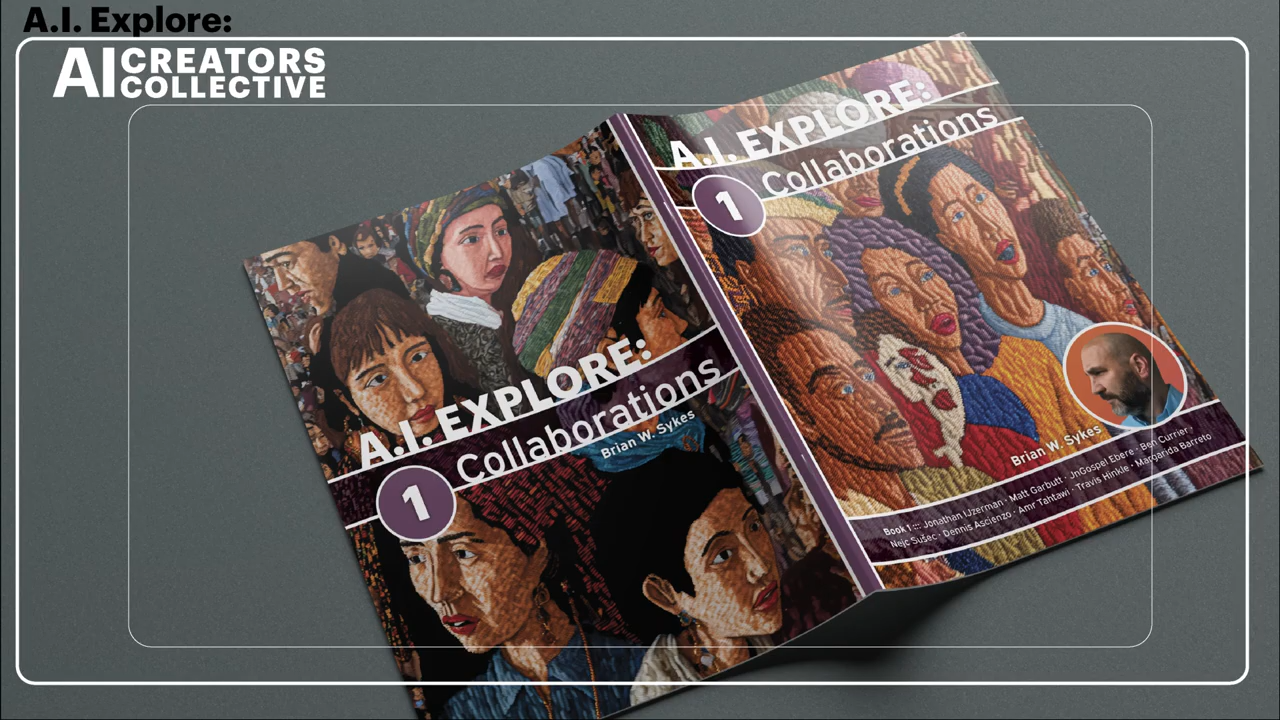 A.I. Explore:
AI CREATORS
COLLECTIVE
A.I. EXPLORE:
Collaborations
Brian W. Sykes
1
A.I. EXPLORE:
Collaborations
1
Brian W. Sykes
Book 1 ::: Jonathan IJzerman · Matt Garbutt · JnGospel Ebere · Ben Currier ·
Nejc Sušec · Dennis Ascienzo · Amr Tahtawi · Travis Hinkle · Margarida Barreto